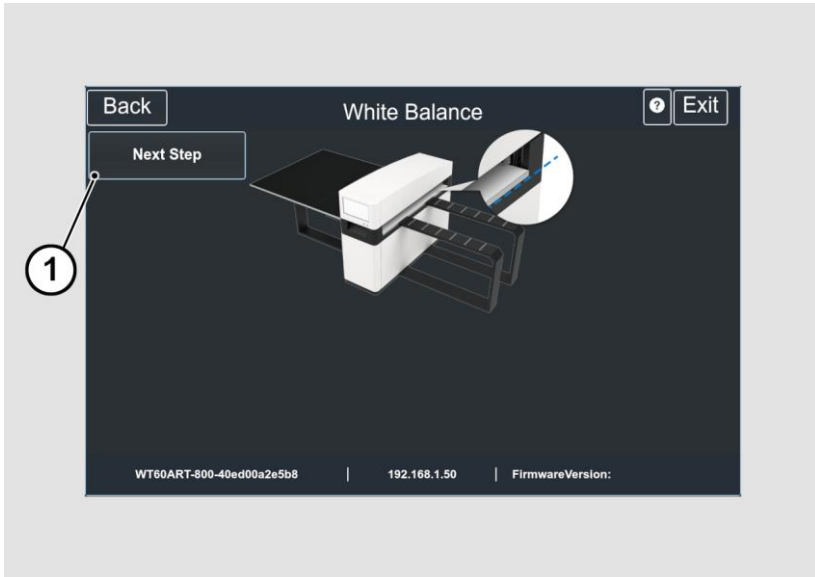 Back
White Balance
? Exit
Next Step
1
WT60ART-800-40ed00a2e5b8 | 192.168.1.50 | FirmwareVersion: